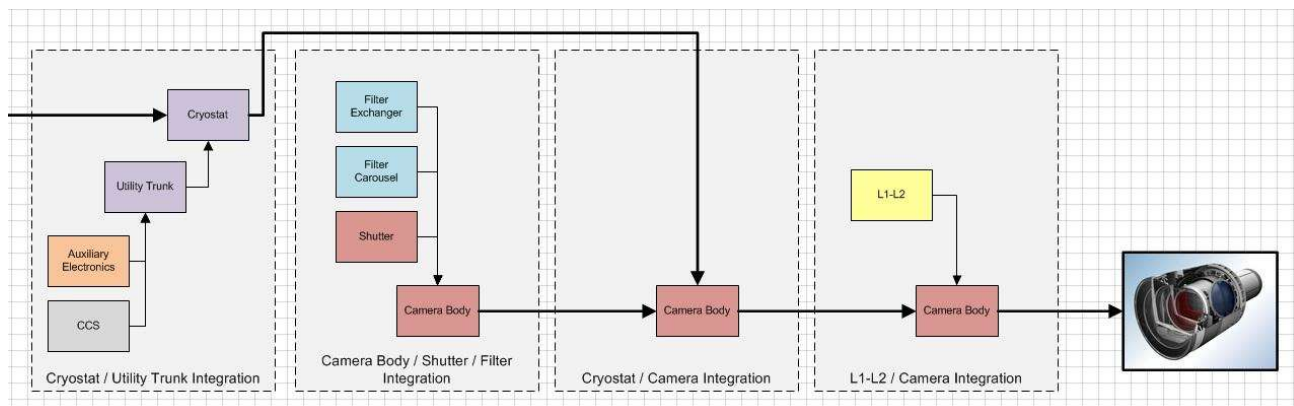 Cryostat
Utility Trunk
Auxiliary
Electronics
CCS
Cryostat / Utility Trunk Integration
Filter
Exchanger
Filter
Carousel
Shutter
Camera Body
Camera Body / Shutter / Filter
Integration
Camera Body
Cryostat / Camera Integration
L1-L2
Camera Body
L1-L2 / Camera Integration